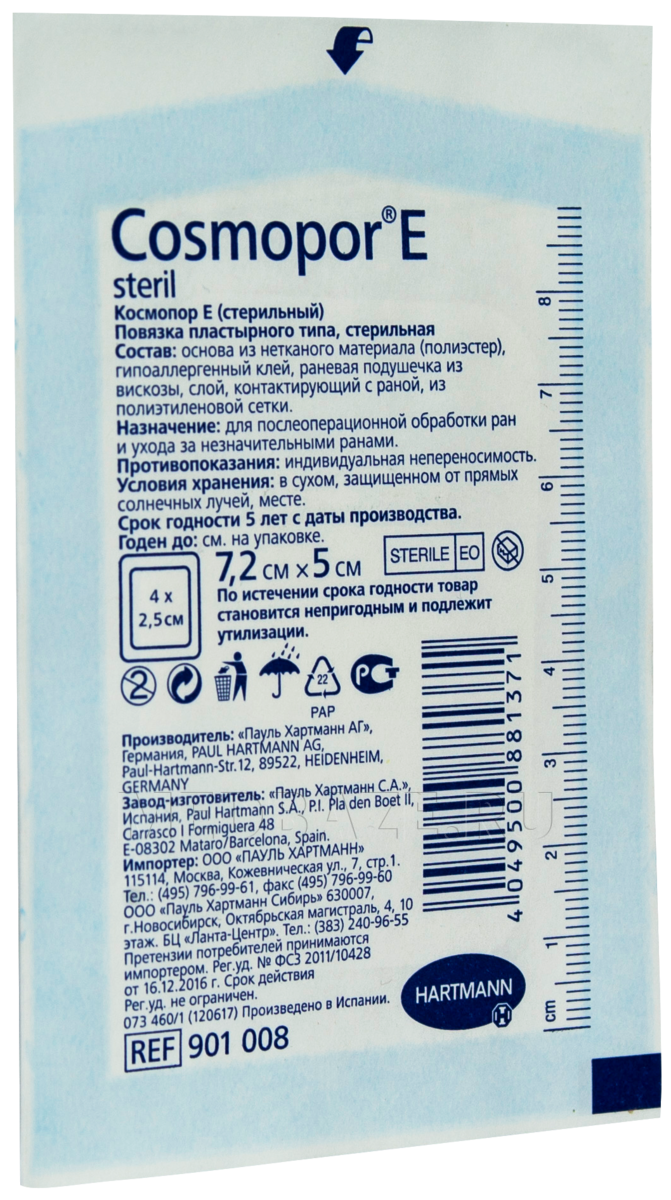 Cosmopor® E
steril
Космопор Е (стерильный)
Повязка пластырного типа, стерильная
Состав: основа из нетканого материала (полиэстер),
гипоаллергенный клей, раневая подушечка из
вискозы, слой, контактирующий с раной, из
полиэтиленовой сетки.
Назначение: для послеоперационной обработки ран
и ухода за незначительными ранами.
Противопоказания: индивидуальная непереносимость.
Условия хранения: в сухом, защищенном от прямых
солнечных лучей, месте.
Срок годности 5 лет с даты производства.
Годен до: см. на упаковке.
4 x
2,5 см
7,2 см x 5 см
STERILE EO
По истечении срока годности товар
становится непригодным и подлежит
утилизации.
2
22
PAP
РСТ
Производитель: «Пауль Хартманн АГ»,
Германия, PAUL HARTMANN AG,
Paul-Hartmann-Str.12, 89522, HEIDENHEIM,
GERMANY
Завод-изготовитель: «Пауль Хартманн С.А.»,
Испания, Paul Hartmann S.A., P.I. Pla den Boet II,
Carrasco I Formiguera 48
E-08302 Mataro/Barcelona, Spain.
Импортер: ООО «ПАУЛЬ ХАРТМАНН»
115114, Москва, Кожевническая ул., 7, стр.1.
Тел.: (495) 796-99-61, факс (495) 796-99-60
ООО «Пауль Хартманн Сибирь» 630007,
г.Новосибирск, Октябрьская магистраль, 4, 10
этаж. БЦ «Ланта-Центр». Тел.: (383) 240-96-55
Претензии потребителей принимаются
импортером. Рег.уд. № ФСЗ 2011/10428
от 16.12.2016 г. Срок действия
Рег.уд. не ограничен.
073 460/1 (120617) Произведено в Испании.
REF 901 008
4 049500 881371
HARTMANN
H
8
7
6
5
4
3
2
1
cm